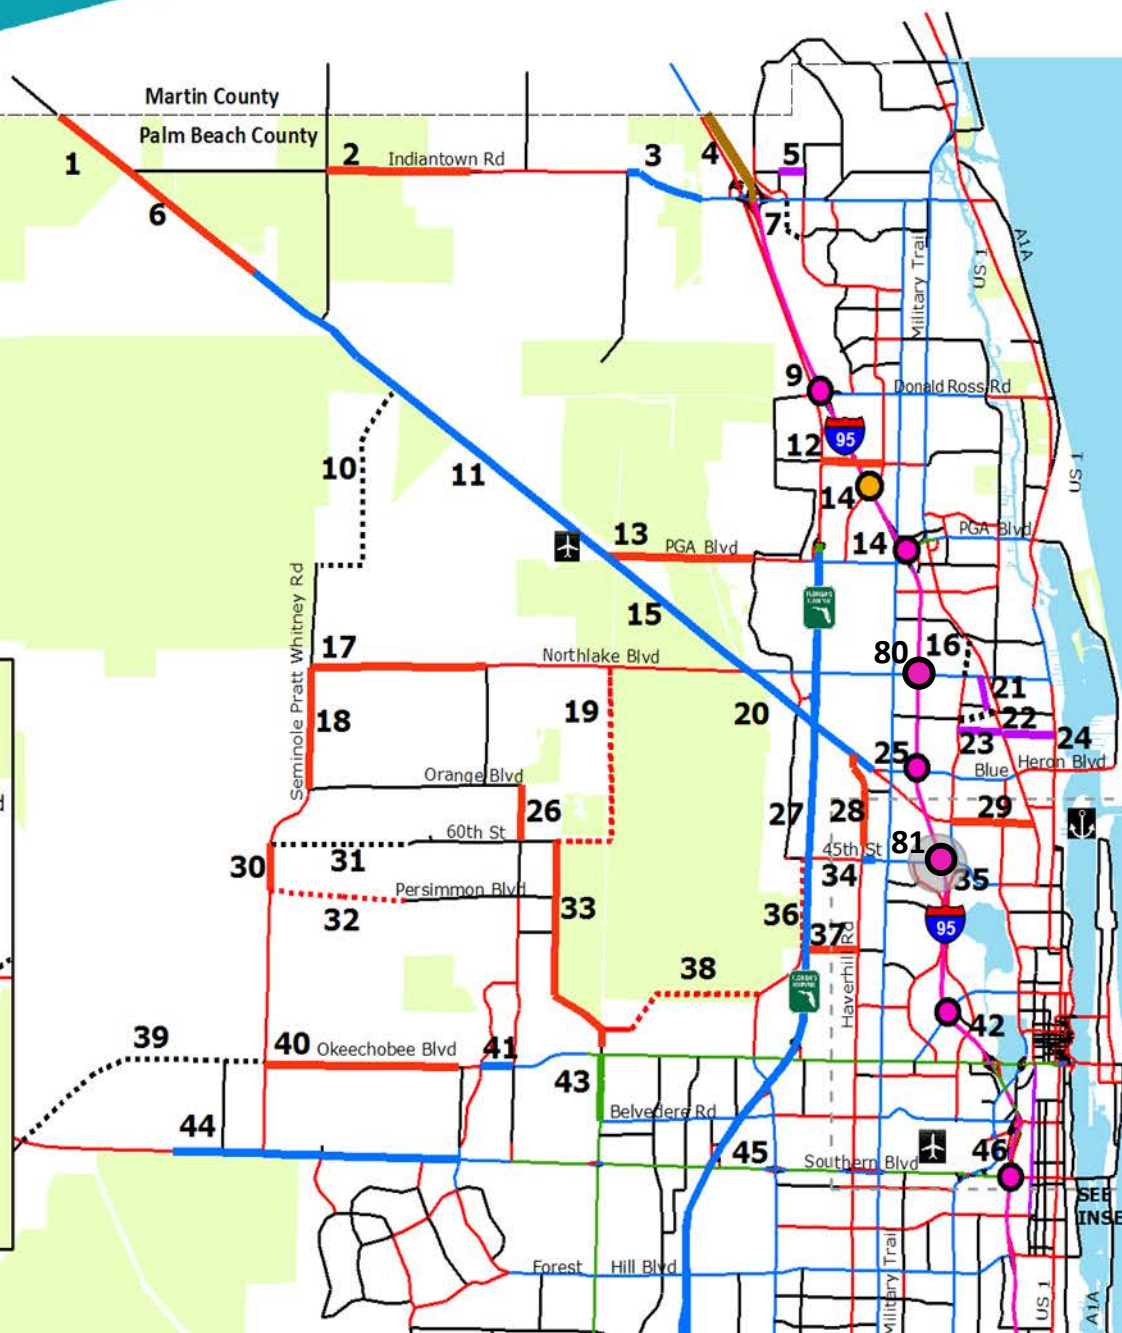 Martin County
Palm Beach County
1
2
Indiantown Rd
3
4
5
6
7
A1A
US 1
Military Trail
9
Donald Ross Rd
95
12
US 1
10
11
14
13
PGA Blvd
14
PGA Blvd
15
Seminole Pratt Whitney Rd
17
Northlake Blvd
80
16
18
19
20
21
22
23
24
25
Blue Heron Blvd
Orange Blvd
26
27
28
29
60th St
30
31
45th St
81
34
35
Persimmon Blvd
32
33
36
37
95
Haverhill Rd
38
39
40
Okeechobee Blvd
41
42
43
Belvedere Rd
44
45
Southern Blvd
46
SEE
INSE
Forest Hill Blvd
Military Trail
US 1
A1A